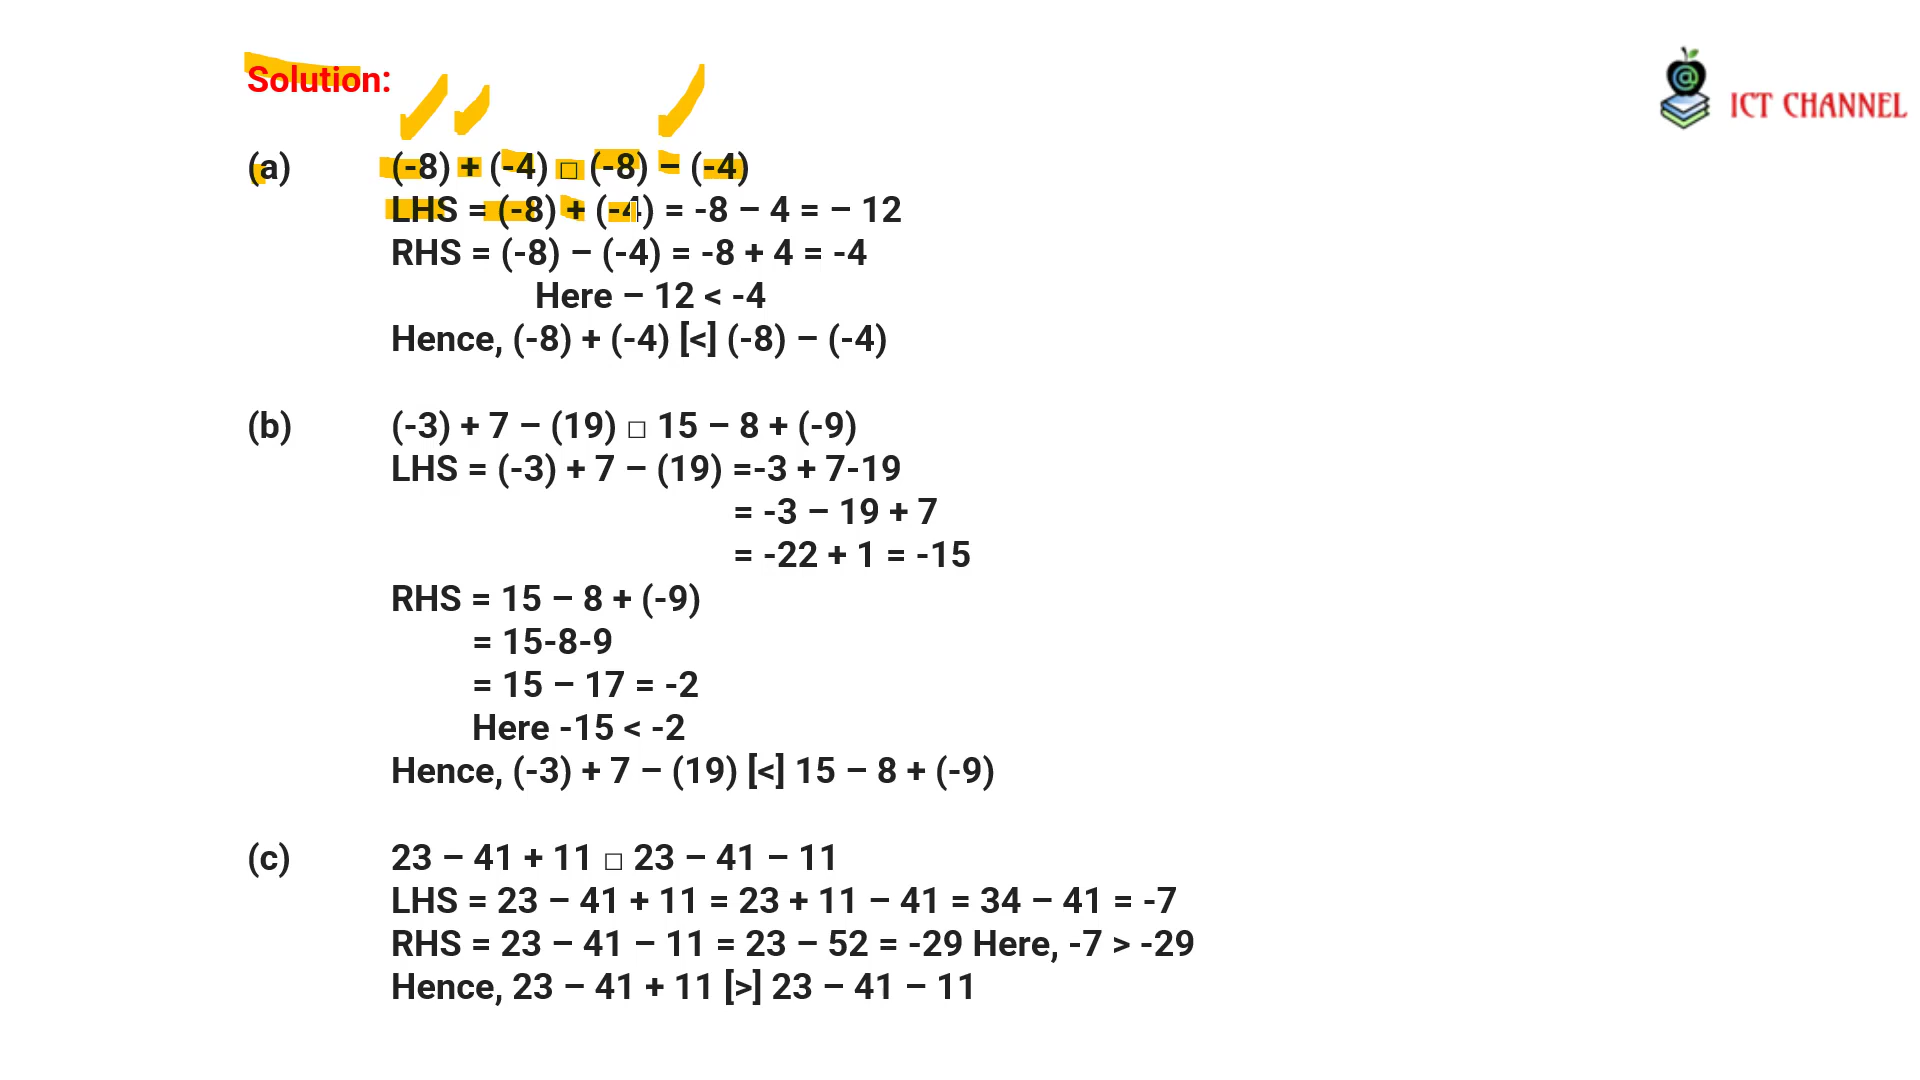 Solution:
ICT CHANNEL
(a) (-8) + (-4) □ (-8) – (-4)
LHS = (-8) + (-4) = -8 – 4 = – 12
RHS = (-8) – (-4) = -8 + 4 = -4
Here – 12 < -4
Hence, (-8) + (-4) [<] (-8) – (-4)
(b) (-3) + 7 – (19) □ 15 – 8 + (-9)
LHS = (-3) + 7 – (19) =-3 + 7-19
= -3 – 19 + 7
= -22 + 1 = -15
RHS = 15 – 8 + (-9)
= 15-8-9
= 15 – 17 = -2
Here -15 < -2
Hence, (-3) + 7 – (19) [<] 15 – 8 + (-9)
(c) 23 – 41 + 11 □ 23 – 41 – 11
LHS = 23 – 41 + 11 = 23 + 11 – 41 = 34 – 41 = -7
RHS = 23 – 41 – 11 = 23 – 52 = -29 Here, -7 > -29
Hence, 23 – 41 + 11 [>] 23 – 41 – 11